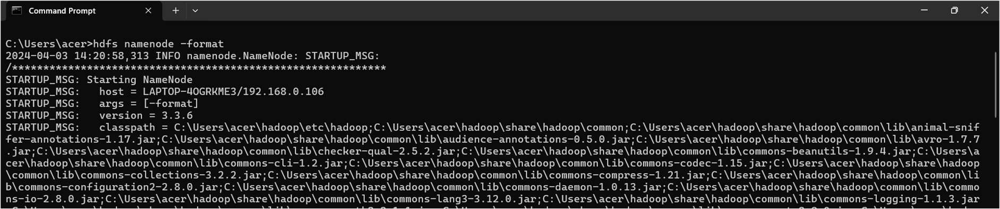 Command Prompt
C:\Users\acer>hdfs namenode -format
2024-04-03 14:20:58,313 INFO namenode.NameNode: STARTUP_MSG:
/************************************************************
STARTUP_MSG: Starting NameNode
STARTUP_MSG:   host = LAPTOP-4OGRKME3/192.168.0.106
STARTUP_MSG:   args = [-format]
STARTUP_MSG:   version = 3.3.6
STARTUP_MSG:   classpath = C:\Users\acer\hadoop\etc\hadoop;C:\Users\acer\hadoop\share\hadoop\common;C:\Users\acer\hadoop\share\hadoop\common\lib\animal-snif
fer-annotations-1.17.jar;C:\Users\acer\hadoop\share\hadoop\common\lib\audience-annotations-0.5.0.jar;C:\Users\acer\hadoop\share\hadoop\common\lib\avro-1.7.7
.jar;C:\Users\acer\hadoop\share\hadoop\common\lib\checker-qual-2.5.2.jar;C:\Users\acer\hadoop\share\hadoop\common\lib\commons-beanutils-1.9.4.jar;C:\Users\a
cer\hadoop\share\hadoop\common\lib\commons-cli-1.2.jar;C:\Users\acer\hadoop\share\hadoop\common\lib\commons-codec-1.15.jar;C:\Users\acer\hadoop\share\hadoop
\common\lib\commons-collections-3.2.2.jar;C:\Users\acer\hadoop\share\hadoop\common\lib\commons-compress-1.21.jar;C:\Users\acer\hadoop\share\hadoop\common\li
b\commons-configuration2-2.8.0.jar;C:\Users\acer\hadoop\share\hadoop\common\lib\commons-daemon-1.0.13.jar;C:\Users\acer\hadoop\share\hadoop\common\lib\commo
ns-io-2.8.0.jar;C:\Users\acer\hadoop\share\hadoop\common\lib\commons-lang3-3.12.0.jar;C:\Users\acer\hadoop\share\hadoop\common\lib\commons-logging-1.1.3.jar